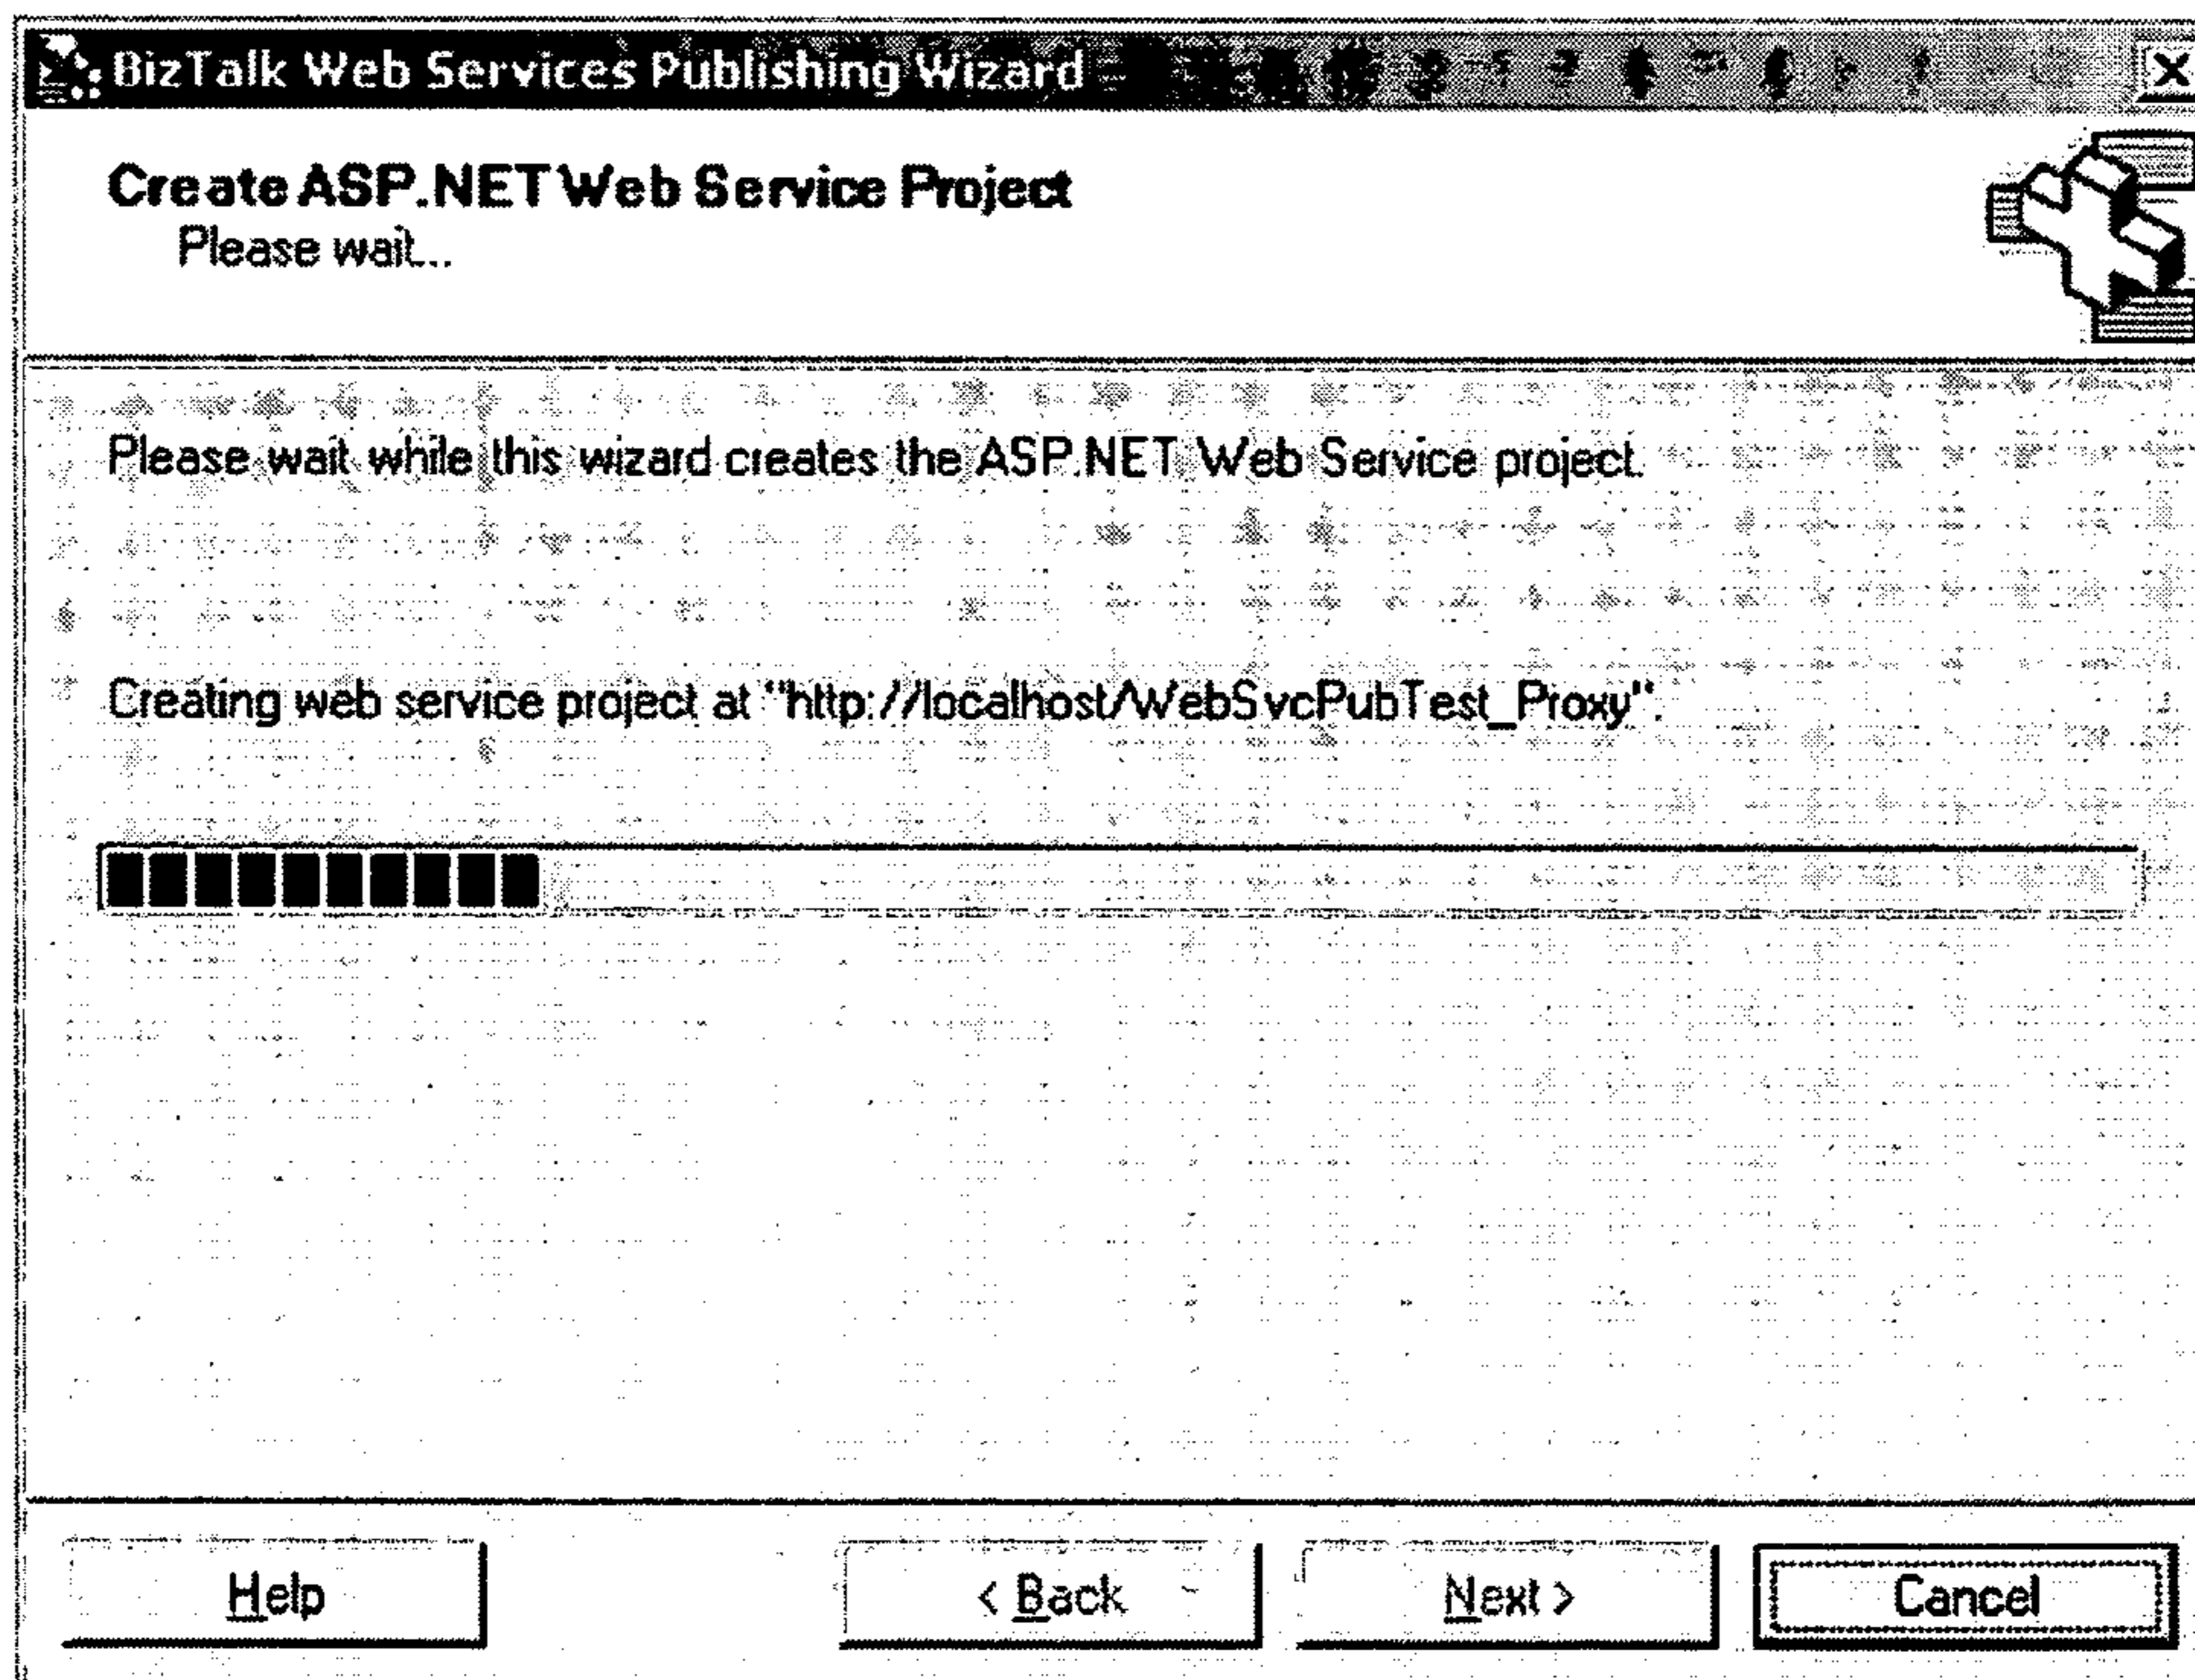 BizTalk Web Services Publishing Wizard
Create ASP.NET Web Service Project
Please wait...
Please wait while this wizard creates the ASP.NET Web Service project.
Creating web service project at "http://localhost/WebSvcPubTest_Proxy".
Help
< Back
Next >
Cancel